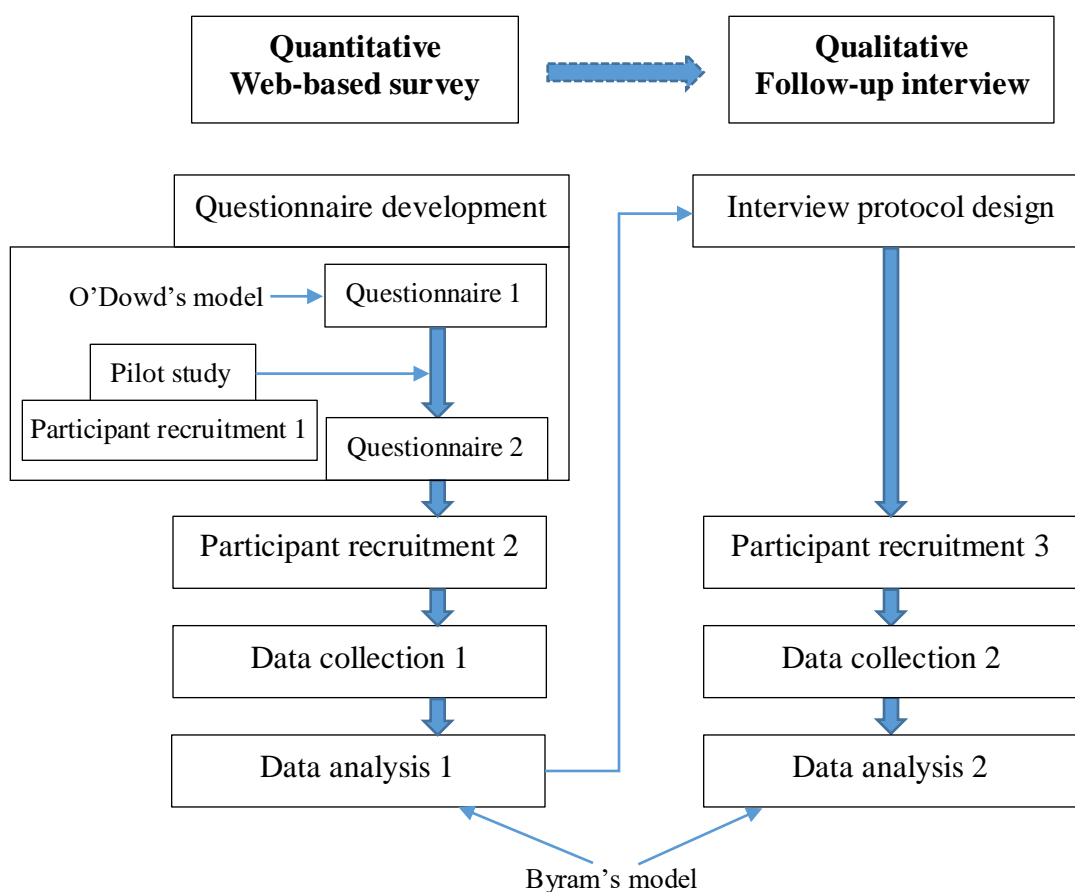 Quantitative
Web-based survey
Qualitative
Follow-up interview
Questionnaire development
O’Dowd’s model
Questionnaire 1
Pilot study
Participant recruitment 1
Questionnaire 2
Participant recruitment 2
Data collection 1
Data analysis 1
Interview protocol design
Participant recruitment 3
Data collection 2
Data analysis 2
Byram’s model